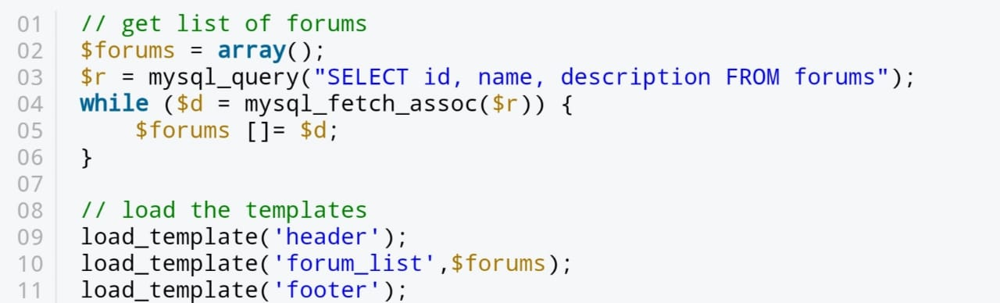 01 // get list of forums
02 $forums = array();
03 $r = mysql_query("SELECT id, name, description FROM forums");
04 while ($d = mysql_fetch_assoc($r)) {
05     $forums []= $d;
06 }
07
08 // load the templates
09 load_template('header');
10 load_template('forum_list',$forums);
11 load_template('footer');